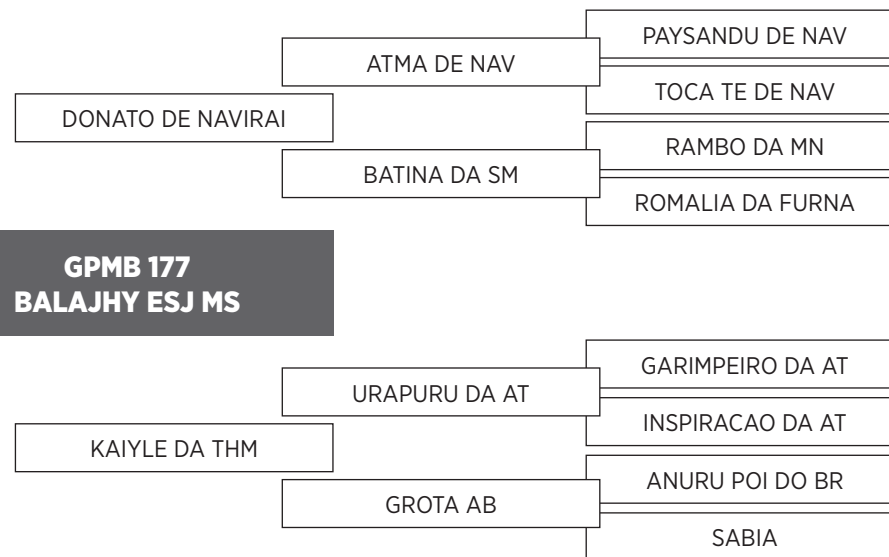 PAYSANDU DE NAV
ATMA DE NAV
TOCA TE DE NAV
DONATO DE NAVIRAI
RAMBO DA MN
BATINA DA SM
ROMALIA DA FURNA
GPMB 177
BALAJHY ESJ MS
GARIMPEIRO DA AT
URAPURU DA AT
INSPIRACAO DA AT
KAIYLE DA THM
ANURU POI DO BR
GROTA AB
SABIA